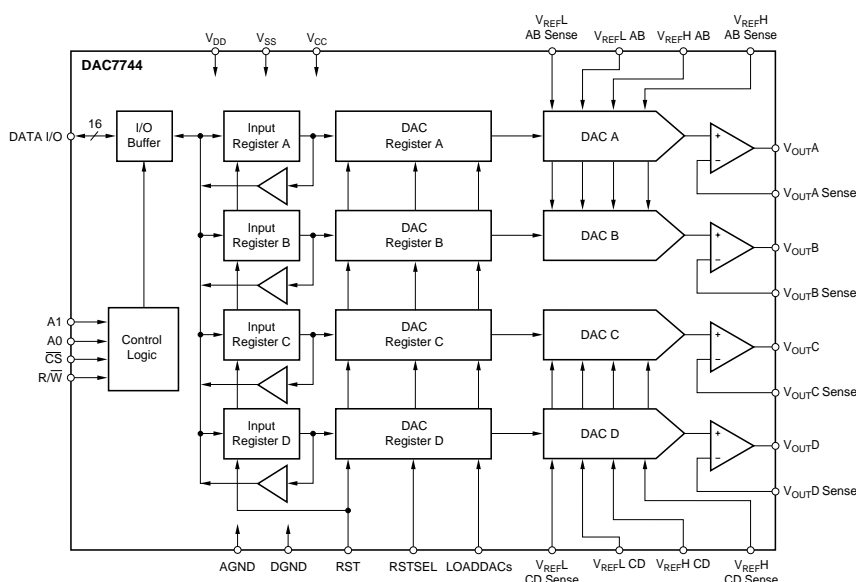 VDD
VSS
VCC
VREFL
AB Sense
VREFL AB
VREFH AB
VREFH
AB Sense
DAC7744
DATA I/O
16
I/O
Buffer
Input
Register A
DAC
Register A
DAC A
+
−
VOUTA
VOUTA Sense
Input
Register B
DAC
Register B
DAC B
+
−
VOUTB
VOUTB Sense
A1
A0
C̅S̅
R/W̅
Control
Logic
Input
Register C
DAC
Register C
DAC C
+
−
VOUTC
VOUTC Sense
Input
Register D
DAC
Register D
DAC D
+
−
VOUTD
VOUTD Sense
AGND
DGND
RST
RSTSEL
LOADDACs
VREFL
CD Sense
VREFL CD
VREFH CD
VREFH
CD Sense